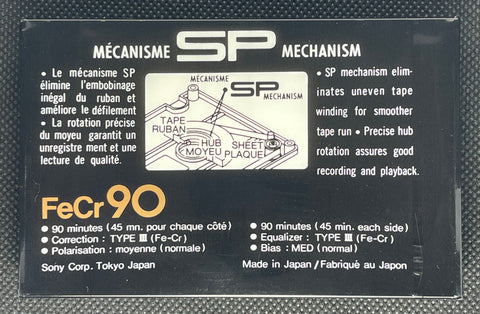 MÉCANISME SP MECHANISM
• Le mécanisme SP
élimine l'embobinage
inégal du ruban et
améliore le défilement
• La rotation précise
du moyeu garantit un
unregistre ment et une
lecture de qualité.
MÉCANISME
SP
MECHANISM
TAPE
RUBAN
HUB
MOYEU
SHEET
PLAQUE
• SP mechanism elim-
inates uneven tape
winding for smoother
tape run • Precise hub
rotation assures good
recording and playback.
FeCr 90
• 90 minutes (45 mn. pour chaque côté)
• Correction: TYPE III (Fe-Cr)
• Polarisation: moyenne (normale)
Sony Corp. Tokyo Japan
• 90 minutes (45 min. each side)
• Equalizer: TYPE III (Fe-Cr)
• Bias: MED (normal)
Made in Japan/Fabriqué au Japon